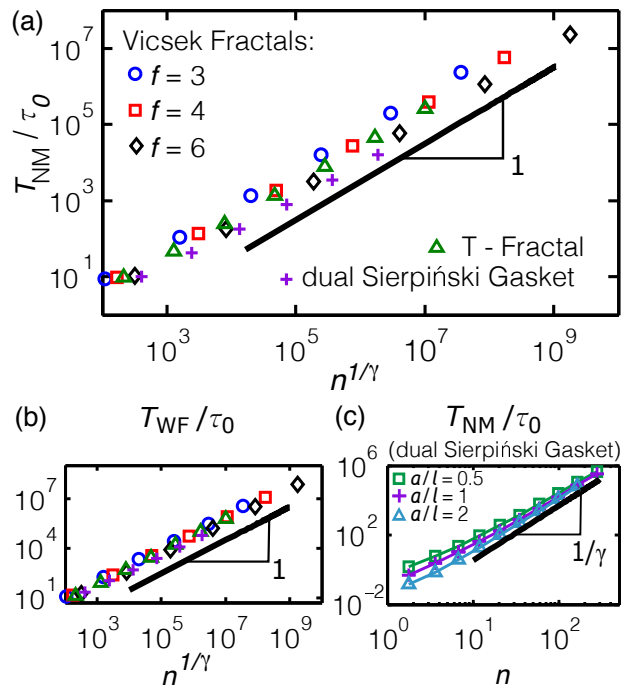 (a)
Vicsek Fractals:
f = 3
f = 4
f = 6
T_NM / τ_0
10^7
10^5
10^3
10^1
1
T - Fractal
dual Sierpiński Gasket
10^3 10^5 10^7 10^9
n^{1/γ}
(b) T_WF / τ_0
10^7
10^4
10^1
1
10^3 10^5 10^7 10^9
n^{1/γ}
(c) T_NM / τ_0
(dual Sierpiński Gasket)
10^6
10^2
10^{-2}
a/l = 0.5
a/l = 1
a/l = 2
1/γ
10^0 10^1 10^2
n